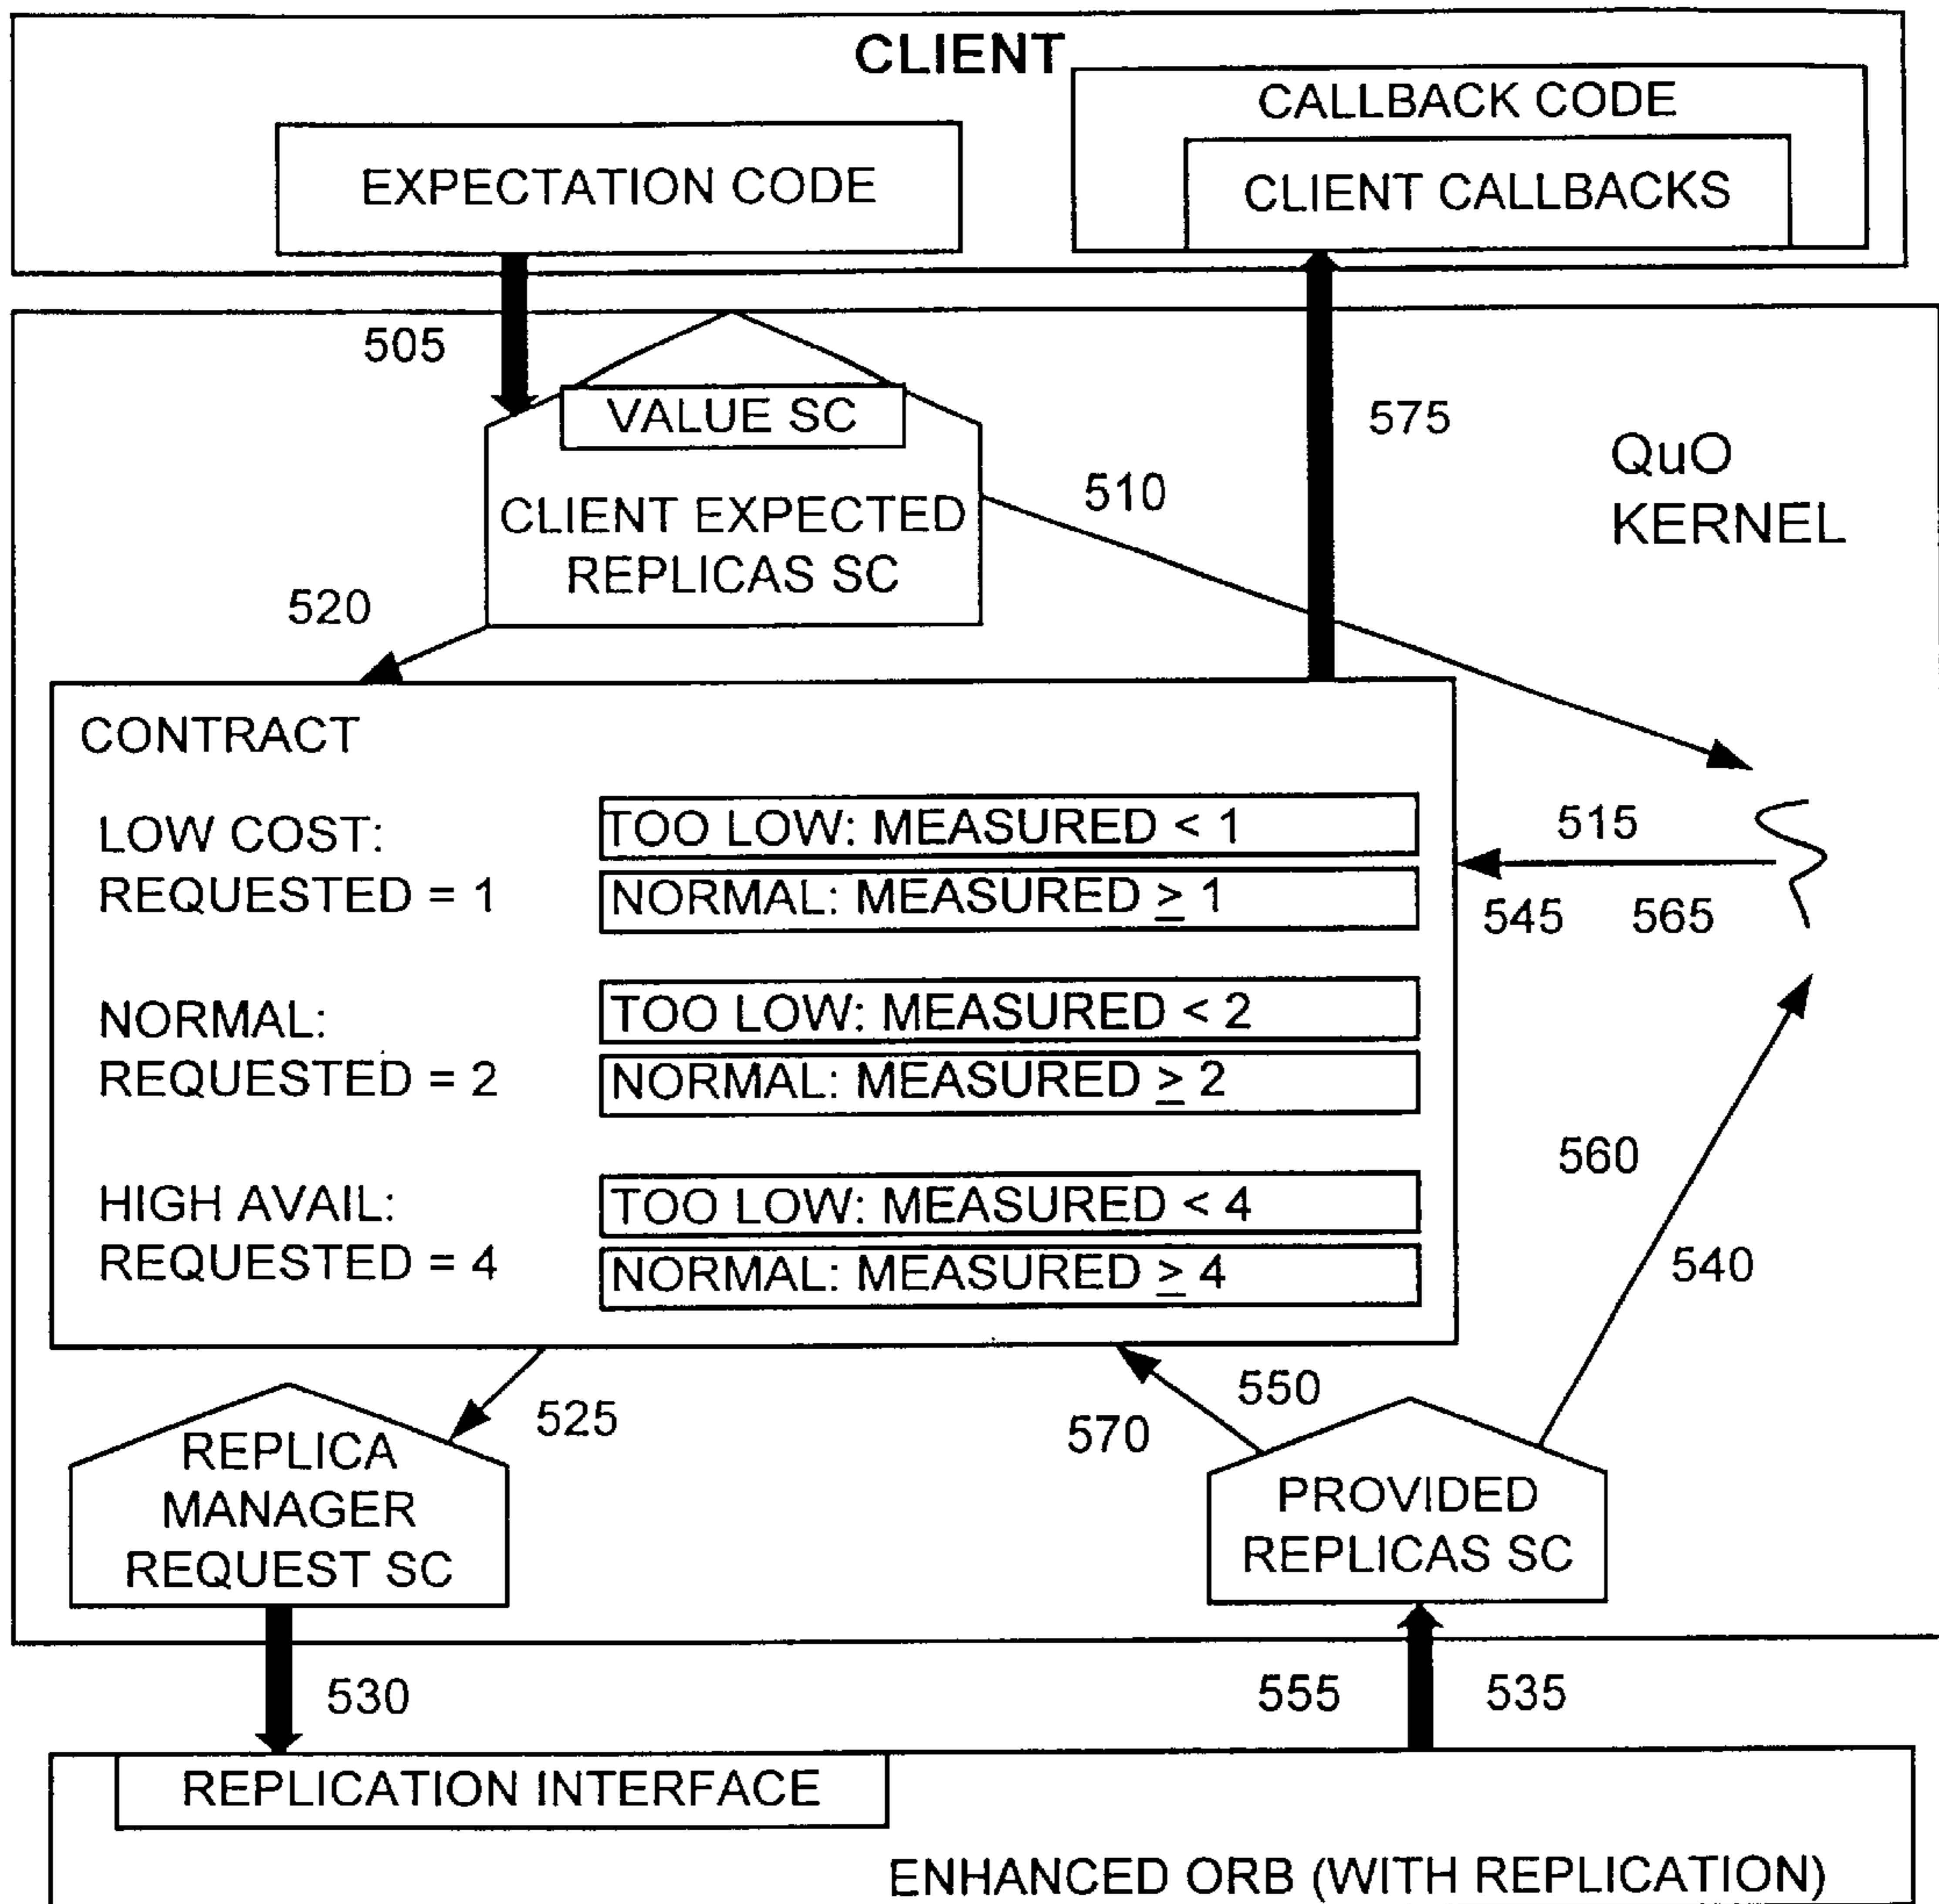 CLIENT
CALLBACK CODE
EXPECTATION CODE
CLIENT CALLBACKS
505
VALUE SC
575
QuO
KERNEL
510
CLIENT EXPECTED
REPLICAS SC
520
CONTRACT
LOW COST:
REQUESTED = 1
TOO LOW: MEASURED < 1
NORMAL: MEASURED ≥ 1
515
545
565
NORMAL:
REQUESTED = 2
TOO LOW: MEASURED < 2
NORMAL: MEASURED ≥ 2
560
HIGH AVAIL:
REQUESTED = 4
TOO LOW: MEASURED < 4
NORMAL: MEASURED ≥ 4
540
525
550
570
REPLICA
MANAGER
REQUEST SC
PROVIDED
REPLICAS SC
530
555
535
REPLICATION INTERFACE
ENHANCED ORB (WITH REPLICATION)